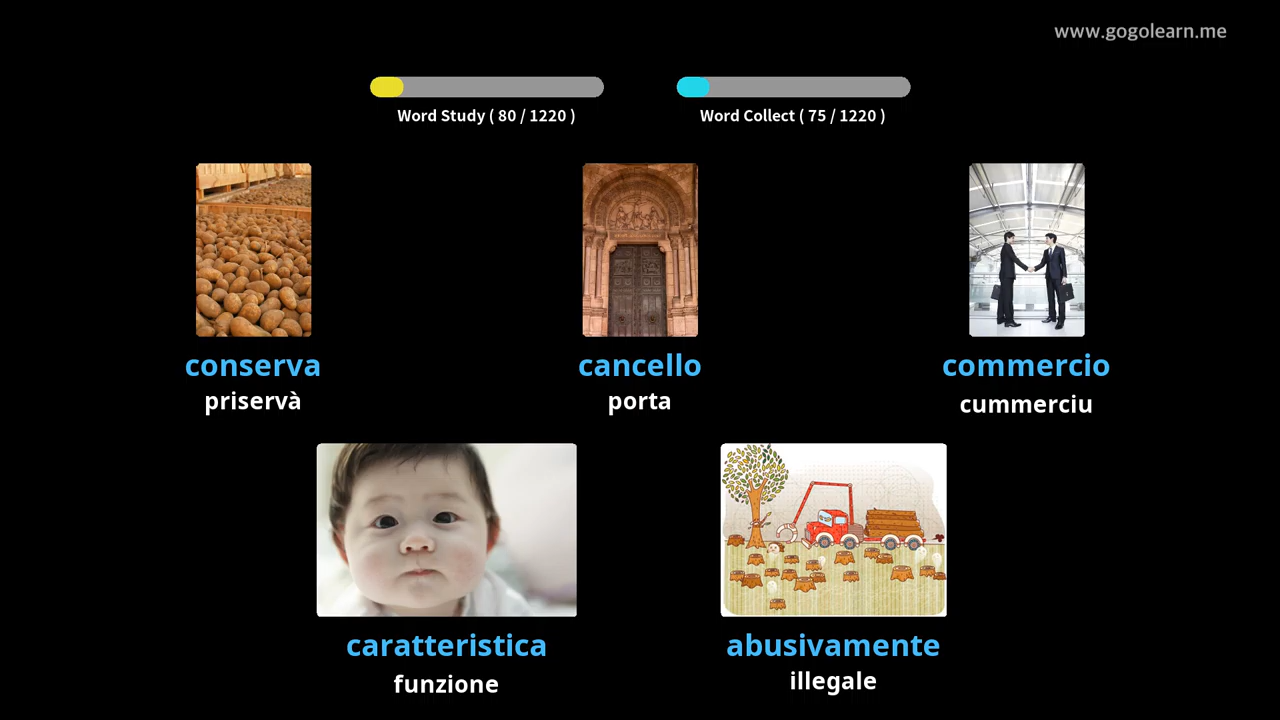 www.gogolearn.me
Word Study ( 80 / 1220 )
Word Collect ( 75 / 1220 )
conserva
priservà
cancello
porta
commercio
cummerciu
caratteristica
funzione
abusivamente
illegale